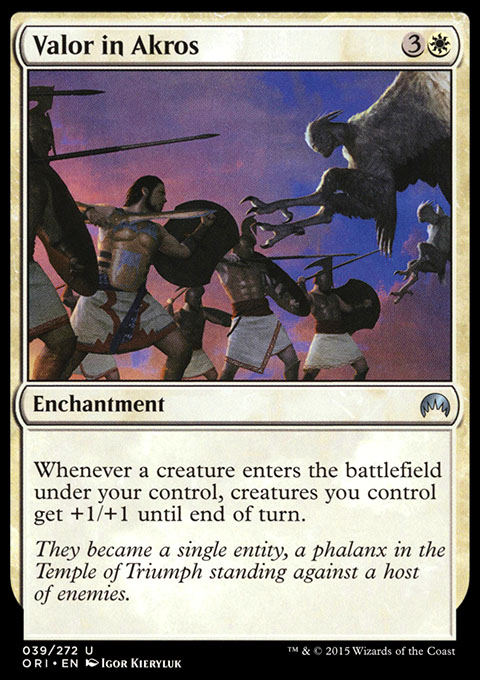 Valor in Akros 3
Enchantment
Whenever a creature enters the battlefield
under your control, creatures you control
get +1/+1 until end of turn.
They became a single entity, a phalanx in the
Temple of Triumph standing against a host
of enemies.
039/272 U
ORI • EN Igor Kieryluk
™ & © 2015 Wizards of the Coast